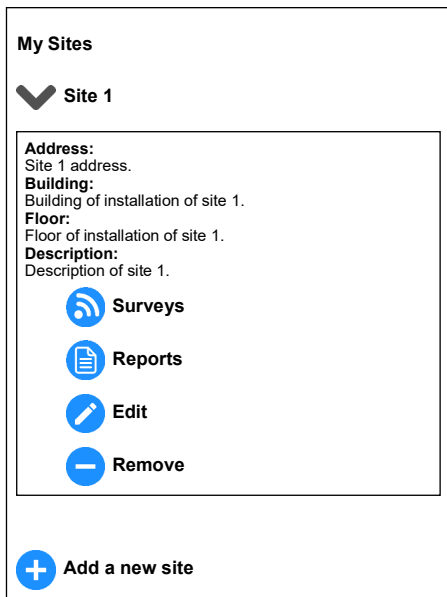 My Sites
Site 1
Address:
Site 1 address.
Building:
Building of installation of site 1.
Floor:
Floor of installation of site 1.
Description:
Description of site 1.
Surveys
Reports
Edit
Remove
Add a new site